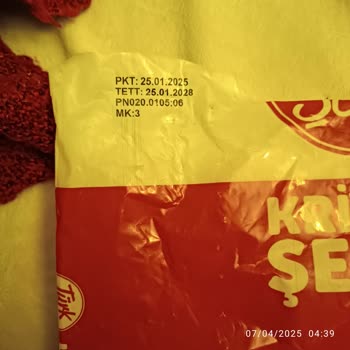 PKT: 25.01.2025
TETT: 25.01.2028
PN020.0105:06
MK:3
KRİ
ŞE
Türk
07/04/2025 04:39